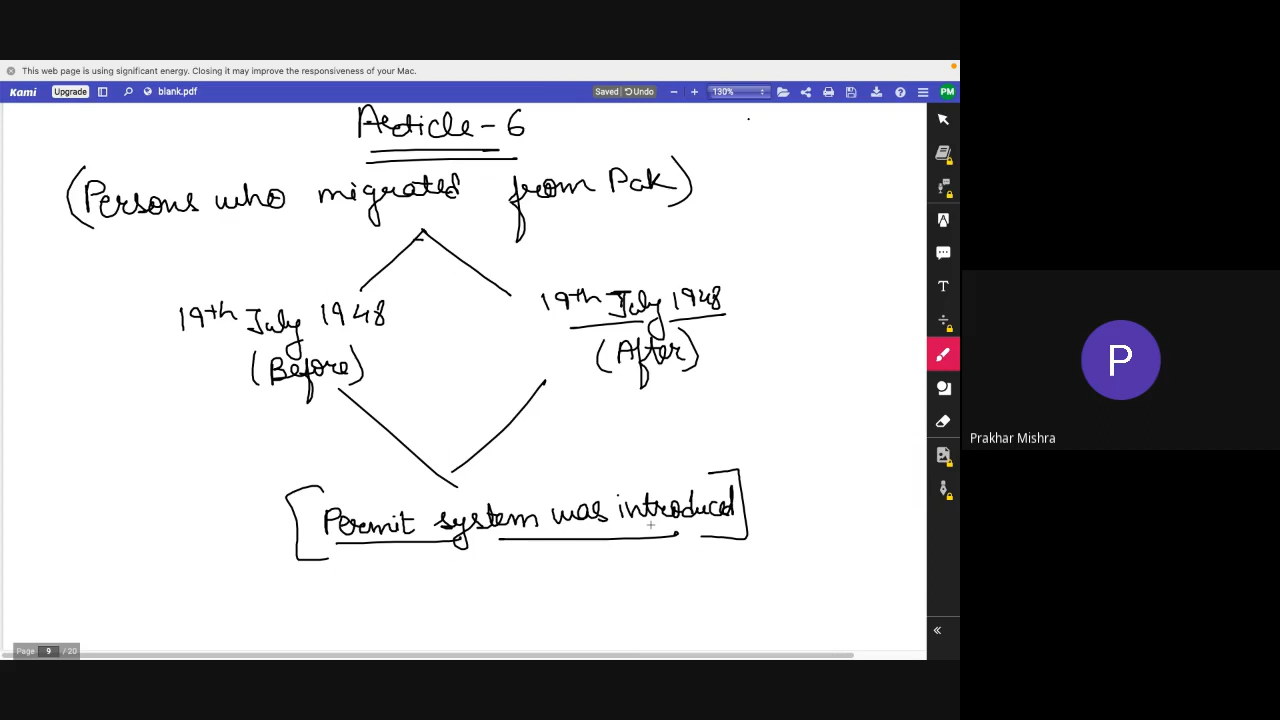 This web page is using significant energy. Closing it may improve the responsiveness of your Mac.
Kami Upgrade blank.pdf Saved Undo 130% PM
Article - 6
(Persons who migrated from Pak)
19th July 1948
(Before)
19th July 1948
(After)
[Permit system was introduced]
P
Prakhar Mishra
Page 9 / 20